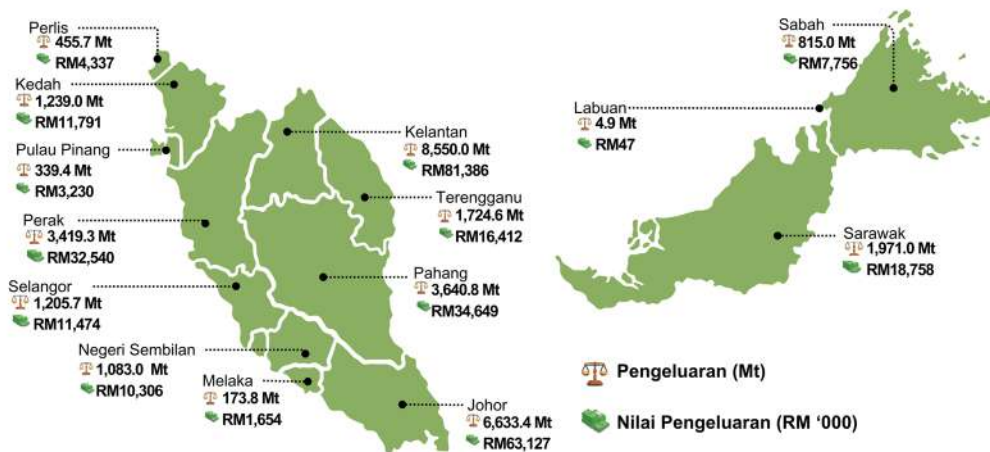 Perlis
455.7 Mt
RM4,337
Kedah
1,239.0 Mt
RM11,791
Pulau Pinang
339.4 Mt
RM3,230
Perak
3,419.3 Mt
RM32,540
Selangor
1,205.7 Mt
RM11,474
Negeri Sembilan
1,083.0 Mt
RM10,306
Melaka
173.8 Mt
RM1,654
Johor
6,633.4 Mt
RM63,127
Kelantan
8,550.0 Mt
RM81,386
Terengganu
1,724.6 Mt
RM16,412
Pahang
3,640.8 Mt
RM34,649
Sabah
815.0 Mt
RM7,756
Labuan
4.9 Mt
RM47
Sarawak
1,971.0 Mt
RM18,758
Pengeluaran (Mt)
Nilai Pengeluaran (RM ‘000)